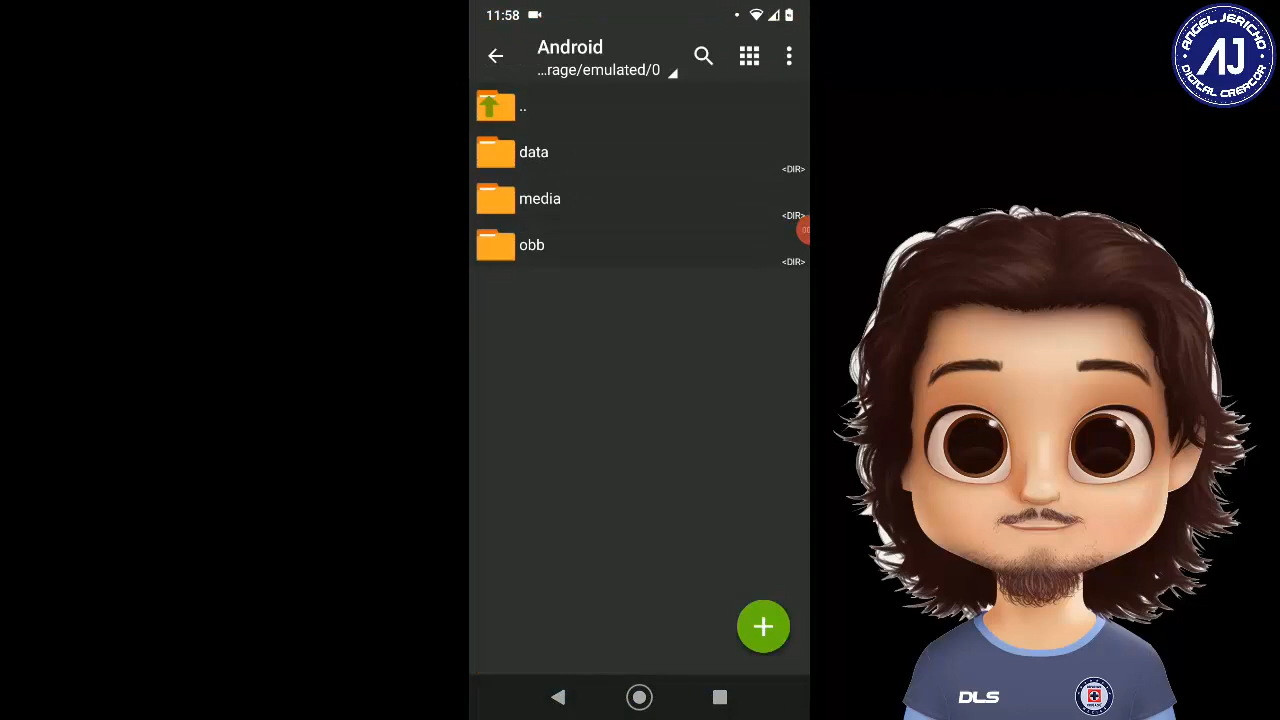 11:58
Android
...rage/emulated/0
..
data
<DIR>
media
<DIR>
obb
<DIR>
ANGEL JERICHO
AJ
DIGITAL CREATOR
DLS